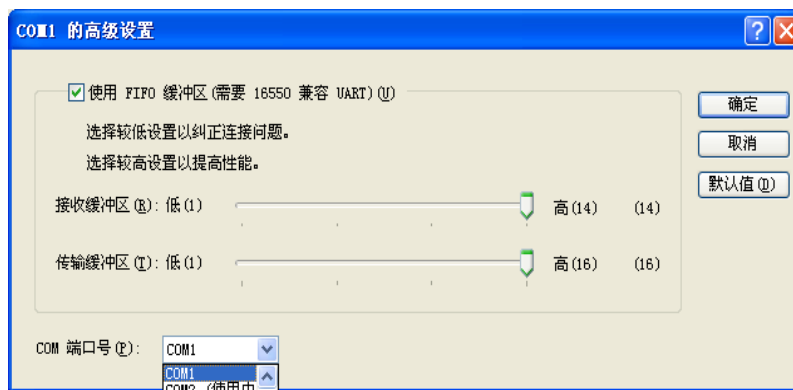 COM1 的高级设置
使用 FIFO 缓冲区(需要 16550 兼容 UART)(U)
确定
选择较低设置以纠正连接问题。
取消
选择较高设置以提高性能。
默认值(D)
接收缓冲区(R): 低(1) 高(14) (14)
传输缓冲区(T): 低(1) 高(16) (16)
COM 端口号(P): COM1
COM1
(使用中